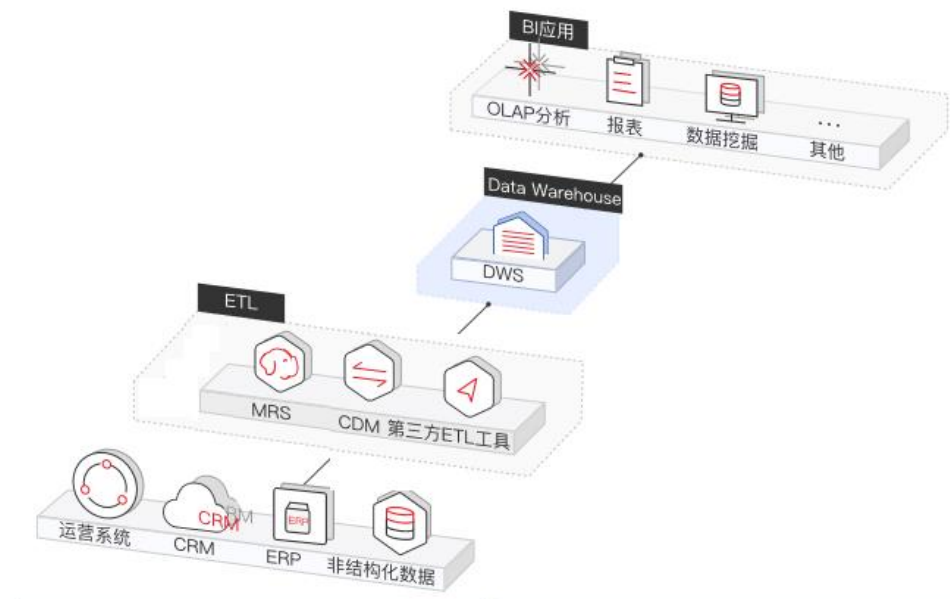 BI应用
OLAP分析
报表
数据挖掘
...
其他
Data Warehouse
DWS
ETL
MRS
CDM
第三方ETL工具
CRM
ERP
运营系统
CRM
ERP
非结构化数据